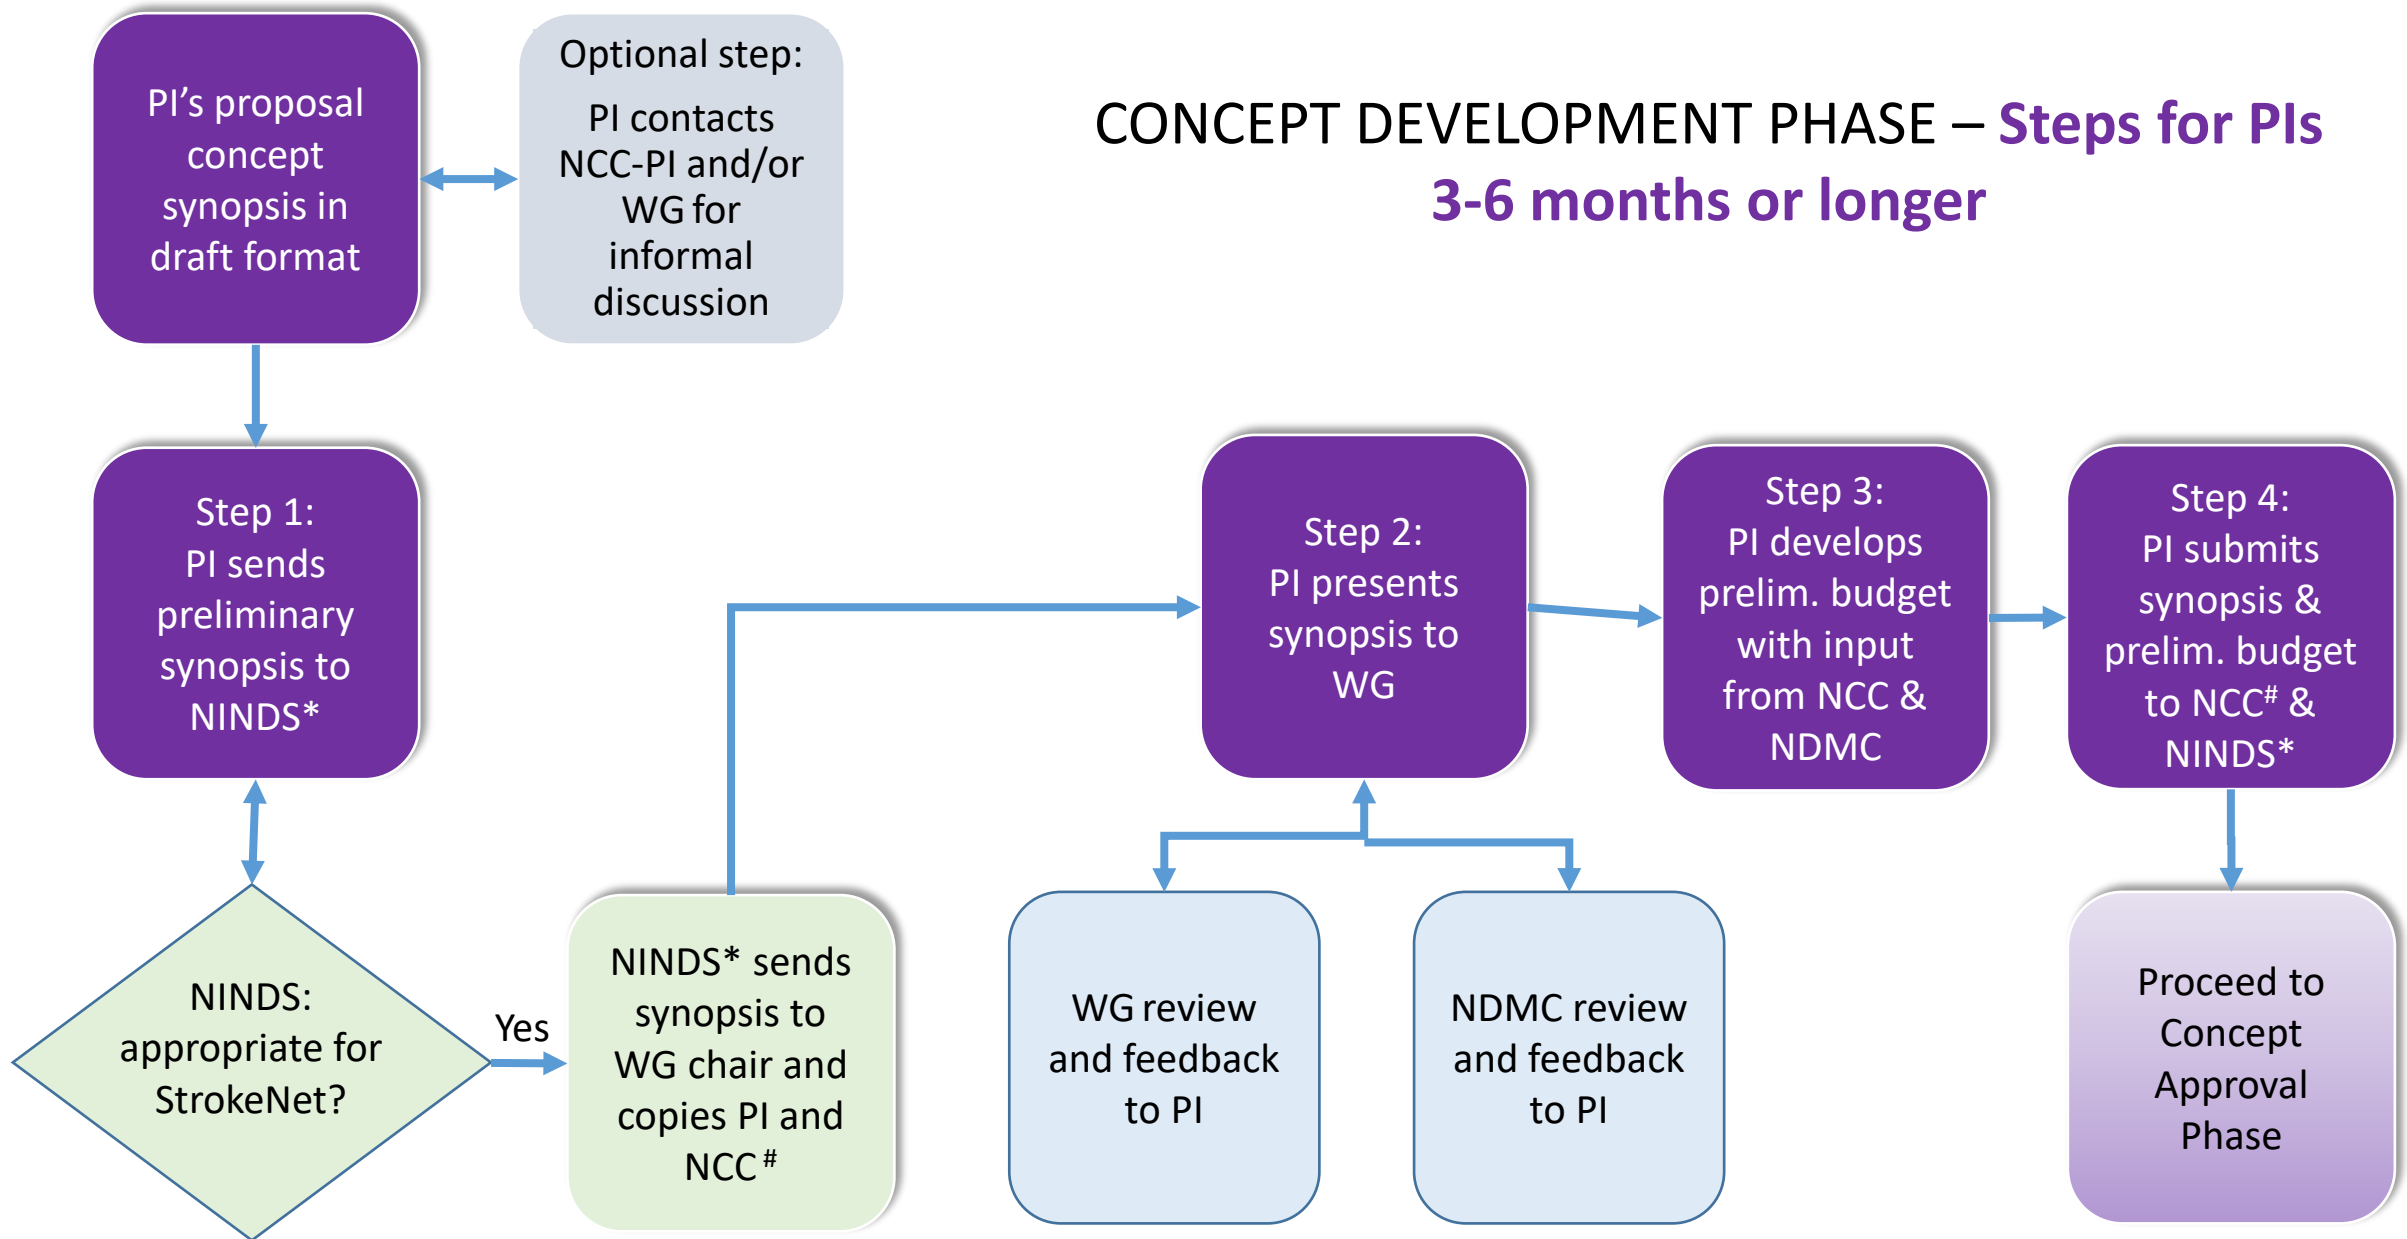 PI's proposal
concept
synopsis in
draft format
Optional step:
PI contacts
NCC-PI and/or
WG for
informal
discussion
CONCEPT DEVELOPMENT PHASE – Steps for PIs
3-6 months or longer
Step 1:
PI sends
preliminary
synopsis to
NINDS*
NINDS:
appropriate for
StrokeNet?
Yes
NINDS* sends
synopsis to
WG chair and
copies PI and
NCC #
Step 2:
PI presents
synopsis to
WG
WG review
and feedback
to PI
NDMC review
and feedback
to PI
Step 3:
PI develops
prelim. budget
with input
from NCC &
NDMC
Step 4:
PI submits
synopsis &
prelim. budget
to NCC# &
NINDS*
Proceed to
Concept
Approval
Phase